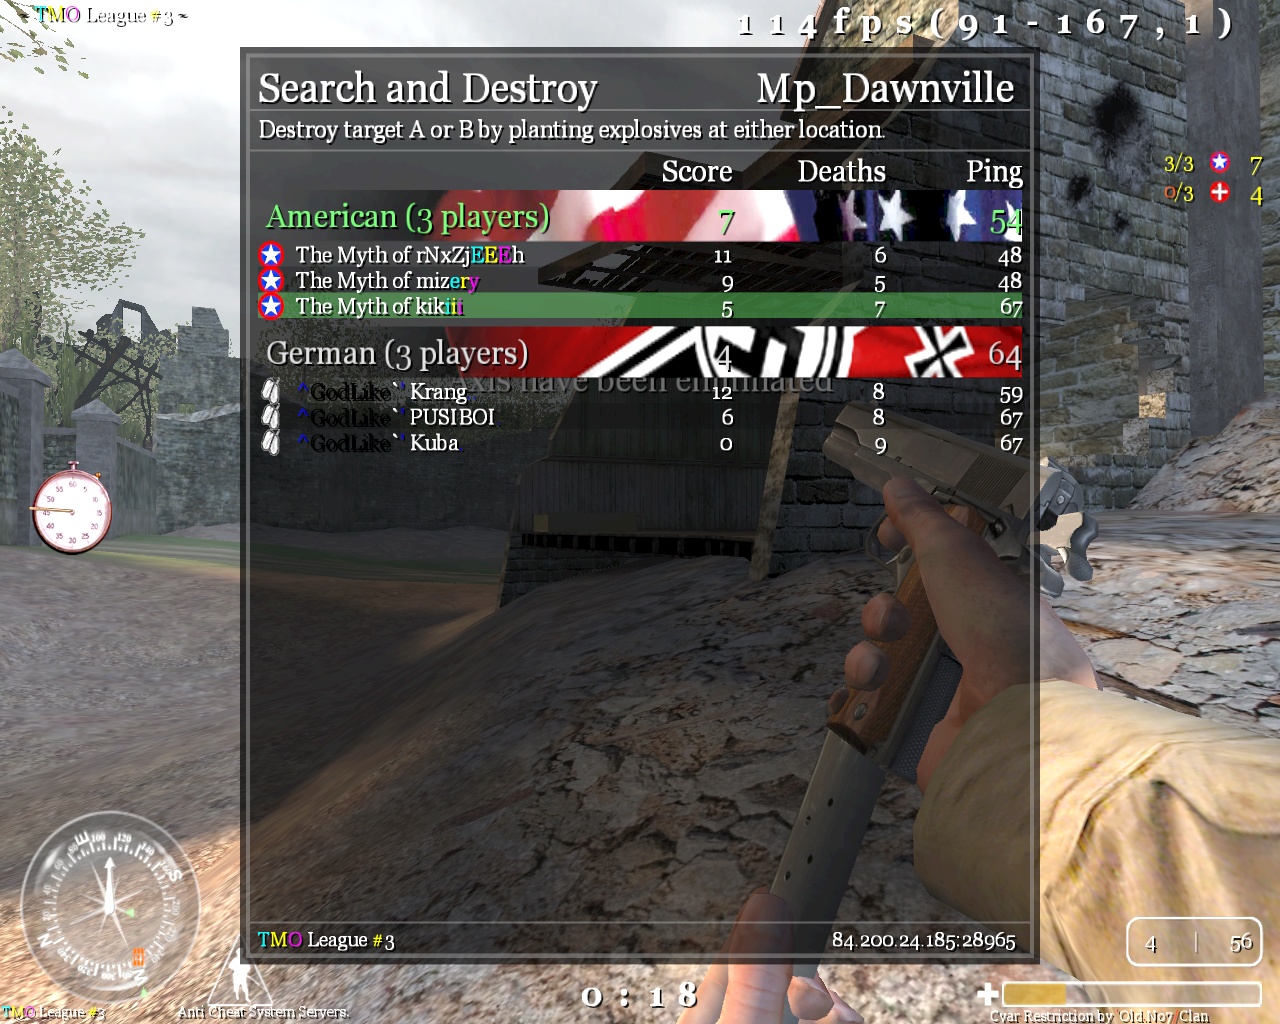 ~ TMO League #3 ~
114fps(91-167,1)
Search and Destroy Mp_Dawnville
Destroy target A or B by planting explosives at either location.
Score Deaths Ping
3/3 7
0/3 4
American (3 players) 7 54
The Myth of rNxZjEEEh 11 6 48
The Myth of mizery 9 5 48
The Myth of kikiii 5 7 67
German (3 players) 4 64
Axis have been eliminated
^GodLike`` Krang 12 8 59
^GodLike`` PUSIBOI 6 8 67
^GodLike`` Kuba 0 9 67
TMO League #3 84.200.24.185:28965
4 | 56
0:18
TMO League #3
Anti Cheat System Servers.
Cvar Restriction by Old.Nov Clan